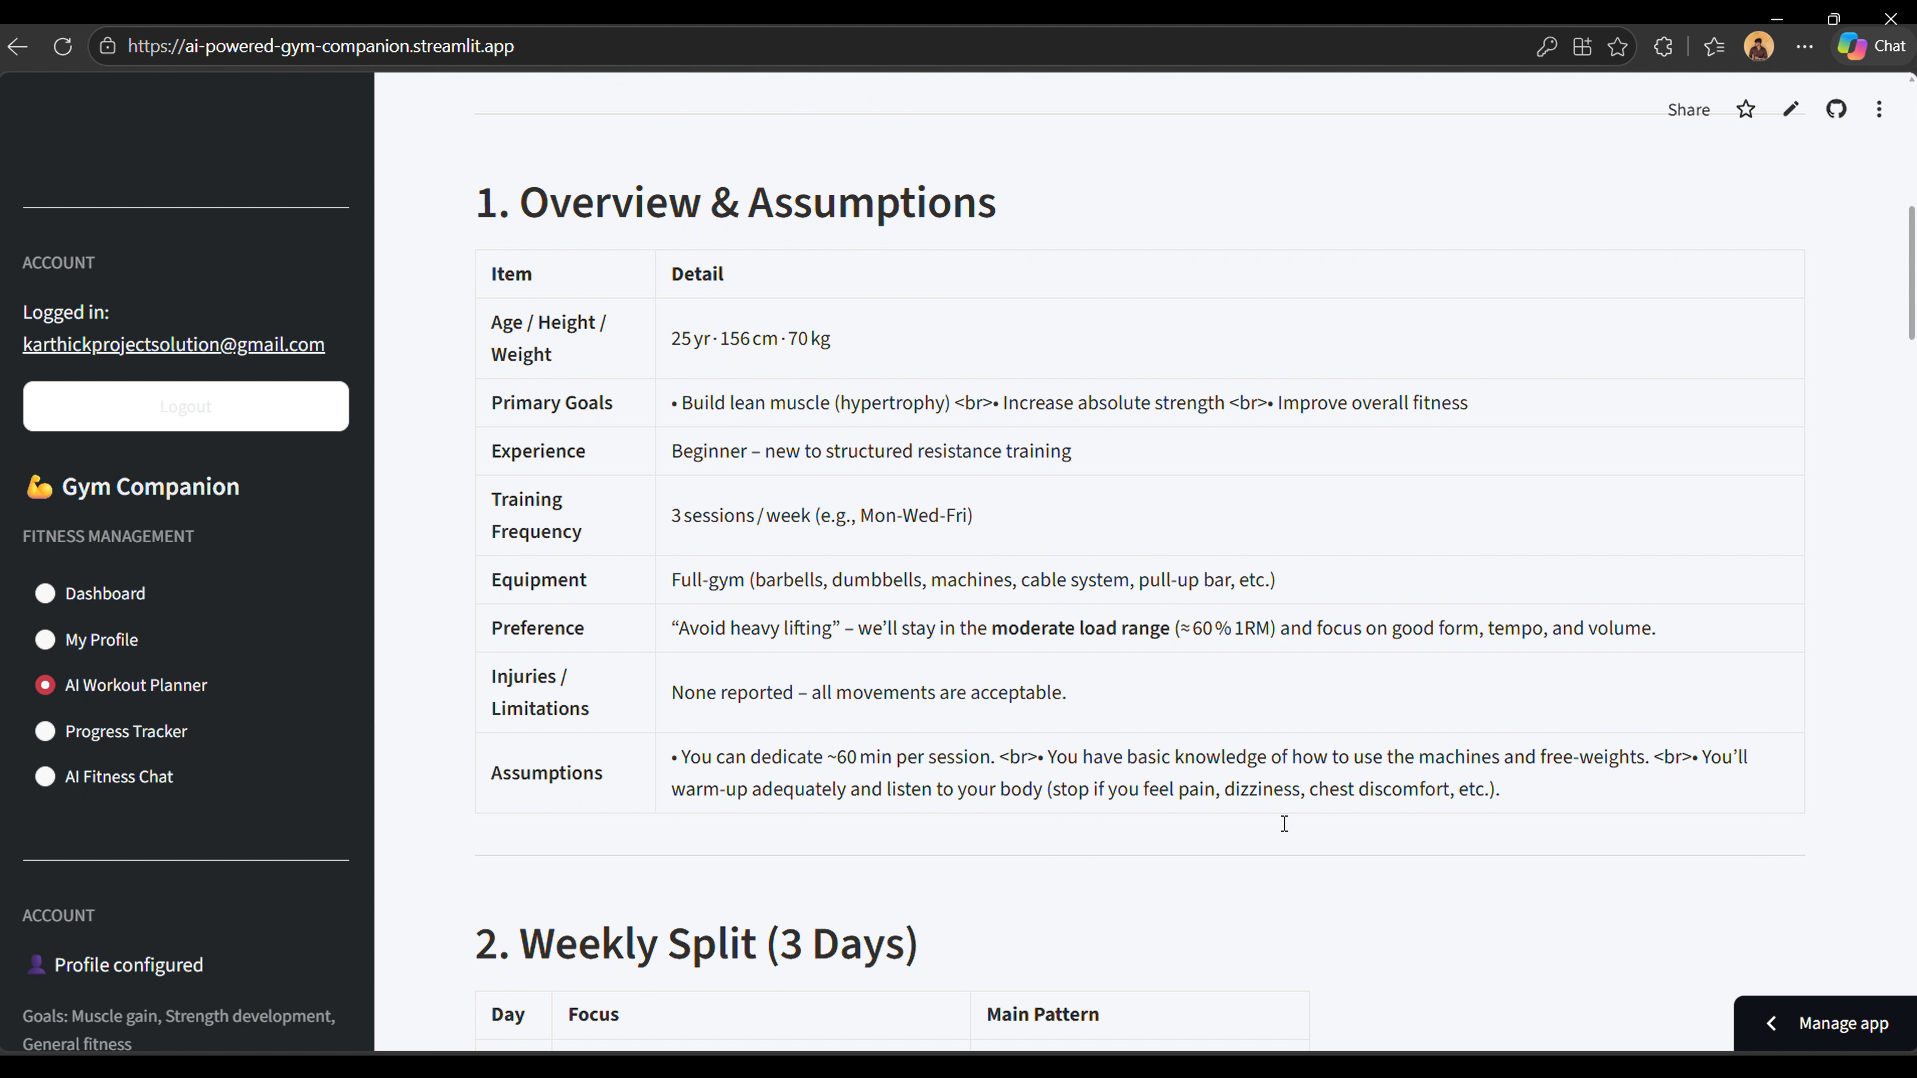 https://ai-powered-gym-companion.streamlit.app
Chat
Share
ACCOUNT
Logged in:
karthickprojectsolution@gmail.com
Logout
💪 Gym Companion
FITNESS MANAGEMENT
Dashboard
My Profile
AI Workout Planner
Progress Tracker
AI Fitness Chat
ACCOUNT
👤 Profile configured
Goals: Muscle gain, Strength development,
General fitness
1. Overview & Assumptions
Item Detail
Age / Height /
Weight
25 yr · 156 cm · 70 kg
Primary Goals • Build lean muscle (hypertrophy) <br>• Increase absolute strength <br>• Improve overall fitness
Experience Beginner – new to structured resistance training
Training
Frequency
3 sessions / week (e.g., Mon-Wed-Fri)
Equipment Full-gym (barbells, dumbbells, machines, cable system, pull-up bar, etc.)
Preference “Avoid heavy lifting” – we’ll stay in the moderate load range (≈ 60 % 1RM) and focus on good form, tempo, and volume.
Injuries /
Limitations
None reported – all movements are acceptable.
Assumptions
• You can dedicate ~60 min per session. <br>• You have basic knowledge of how to use the machines and free-weights. <br>• You’ll
warm-up adequately and listen to your body (stop if you feel pain, dizziness, chest discomfort, etc.).
2. Weekly Split (3 Days)
Day Focus Main Pattern
Manage app